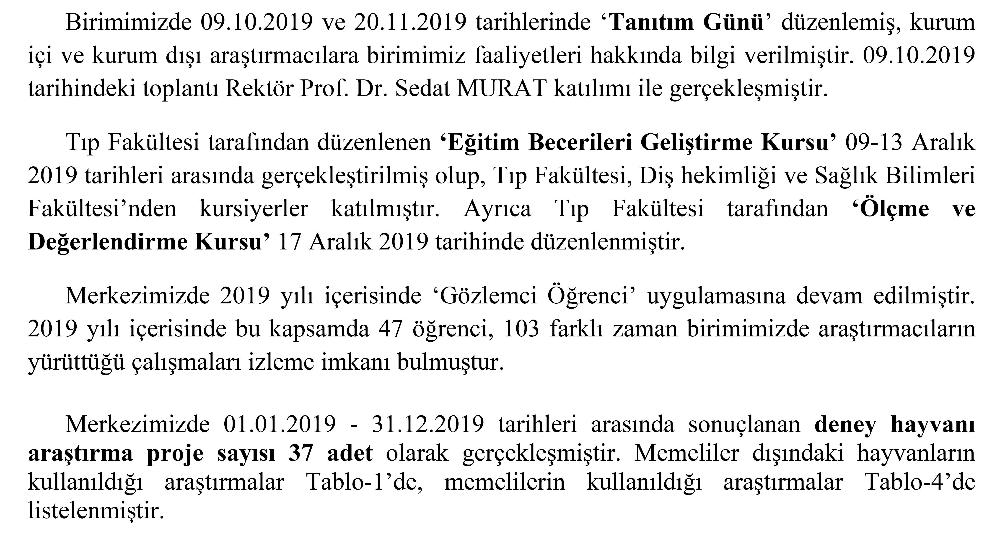 Birimimizde 09.10.2019 ve 20.11.2019 tarihlerinde ‘Tanıtım Günü’ düzenlemiş, kurum
içi ve kurum dışı araştırmacılara birimimiz faaliyetleri hakkında bilgi verilmiştir. 09.10.2019
tarihindeki toplantı Rektör Prof. Dr. Sedat MURAT katılımı ile gerçekleşmiştir.
Tıp Fakültesi tarafından düzenlenen ‘Eğitim Becerileri Geliştirme Kursu’ 09-13 Aralık
2019 tarihleri arasında gerçekleştirilmiş olup, Tıp Fakültesi, Diş hekimliği ve Sağlık Bilimleri
Fakültesi’nden kursiyerler katılmıştır. Ayrıca Tıp Fakültesi tarafından ‘Ölçme ve
Değerlendirme Kursu’ 17 Aralık 2019 tarihinde düzenlenmiştir.
Merkezimizde 2019 yılı içerisinde ‘Gözlemci Öğrenci’ uygulamasına devam edilmiştir.
2019 yılı içerisinde bu kapsamda 47 öğrenci, 103 farklı zaman birimimizde araştırmacıların
yürüttüğü çalışmaları izleme imkanı bulmuştur.
Merkezimizde 01.01.2019 - 31.12.2019 tarihleri arasında sonuçlanan deney hayvanı
araştırma proje sayısı 37 adet olarak gerçekleşmiştir. Memeliler dışındaki hayvanların
kullanıldığı araştırmalar Tablo-1’de, memelilerin kullanıldığı araştırmalar Tablo-4’de
listelenmiştir.